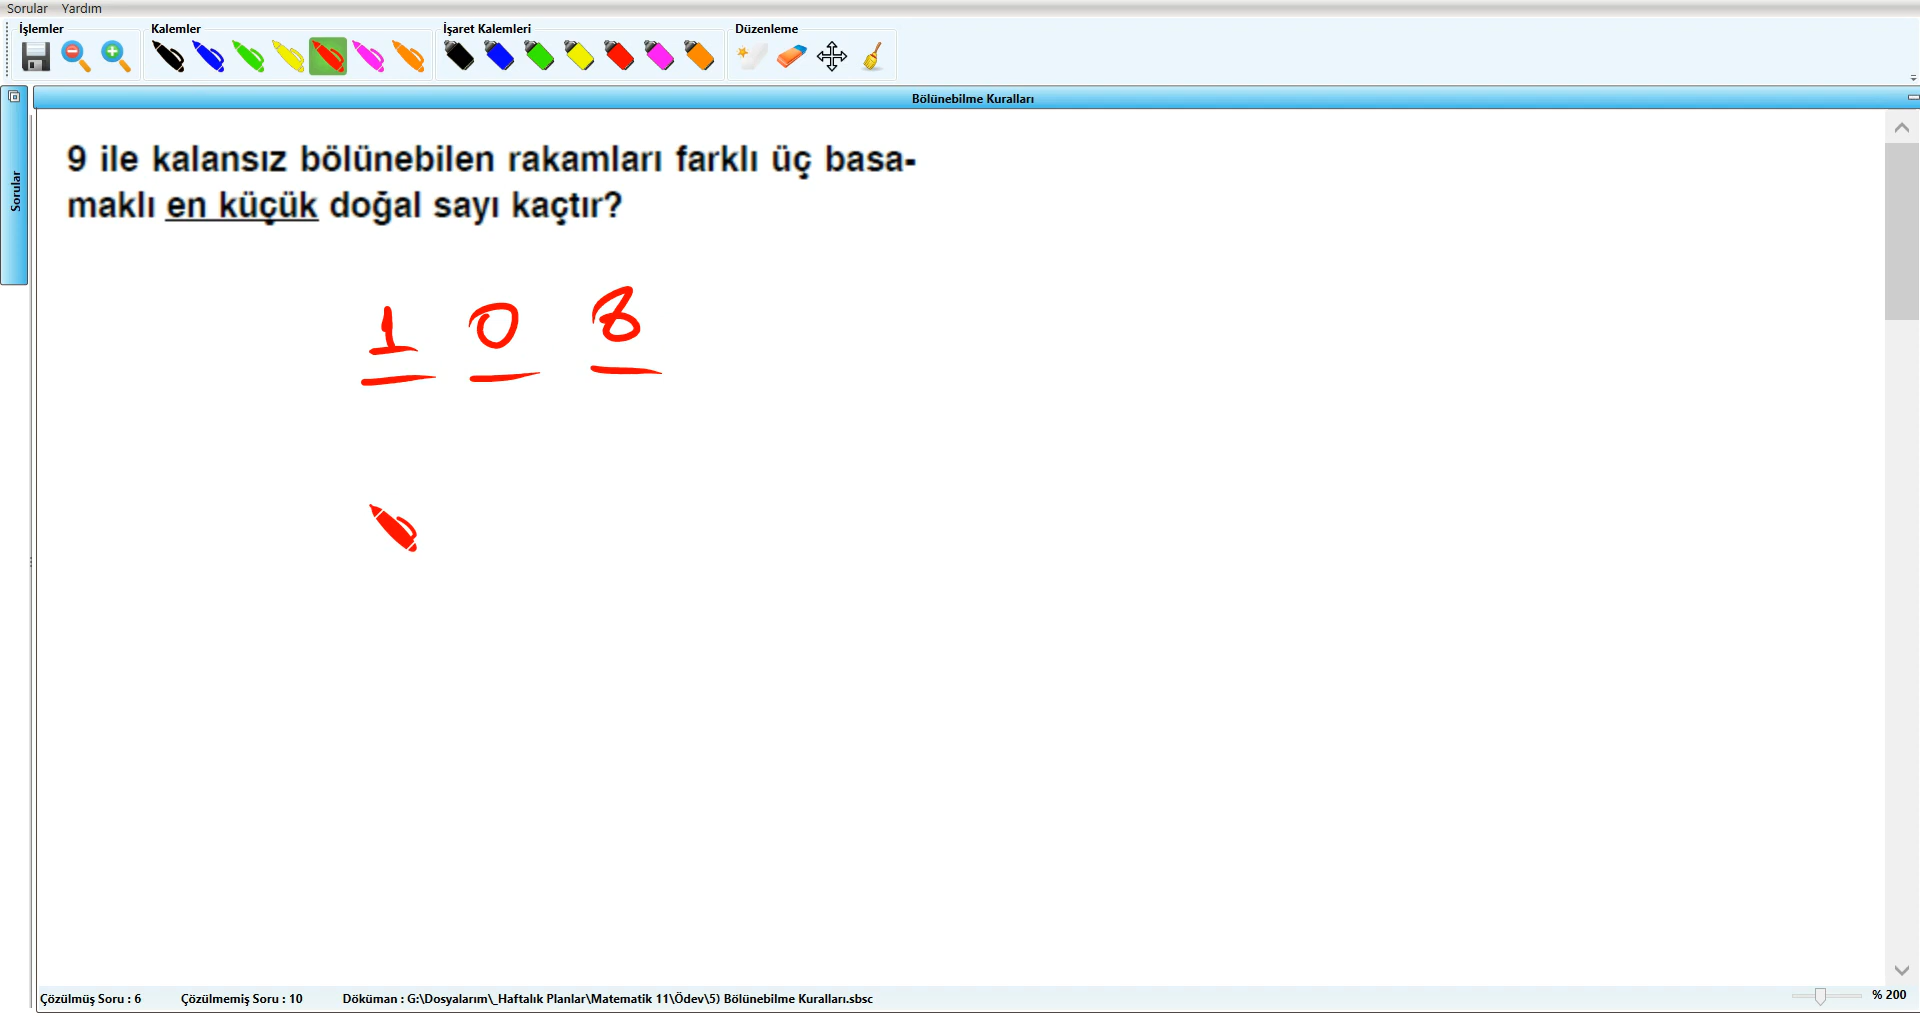 Sorular Yardım
İşlemler Kalemler İşaret Kalemleri Düzenleme
Bölünebilme Kuralları
Sorular
9 ile kalansız bölünebilen rakamları farklı üç basa-
maklı en küçük doğal sayı kaçtır?
1 0 8
Çözülmüş Soru : 6 Çözülmemiş Soru : 10 Döküman : G:\Dosyalarım\_Haftalık Planlar\Matematik 11\Ödev\5) Bölünebilme Kuralları.sbsc % 200